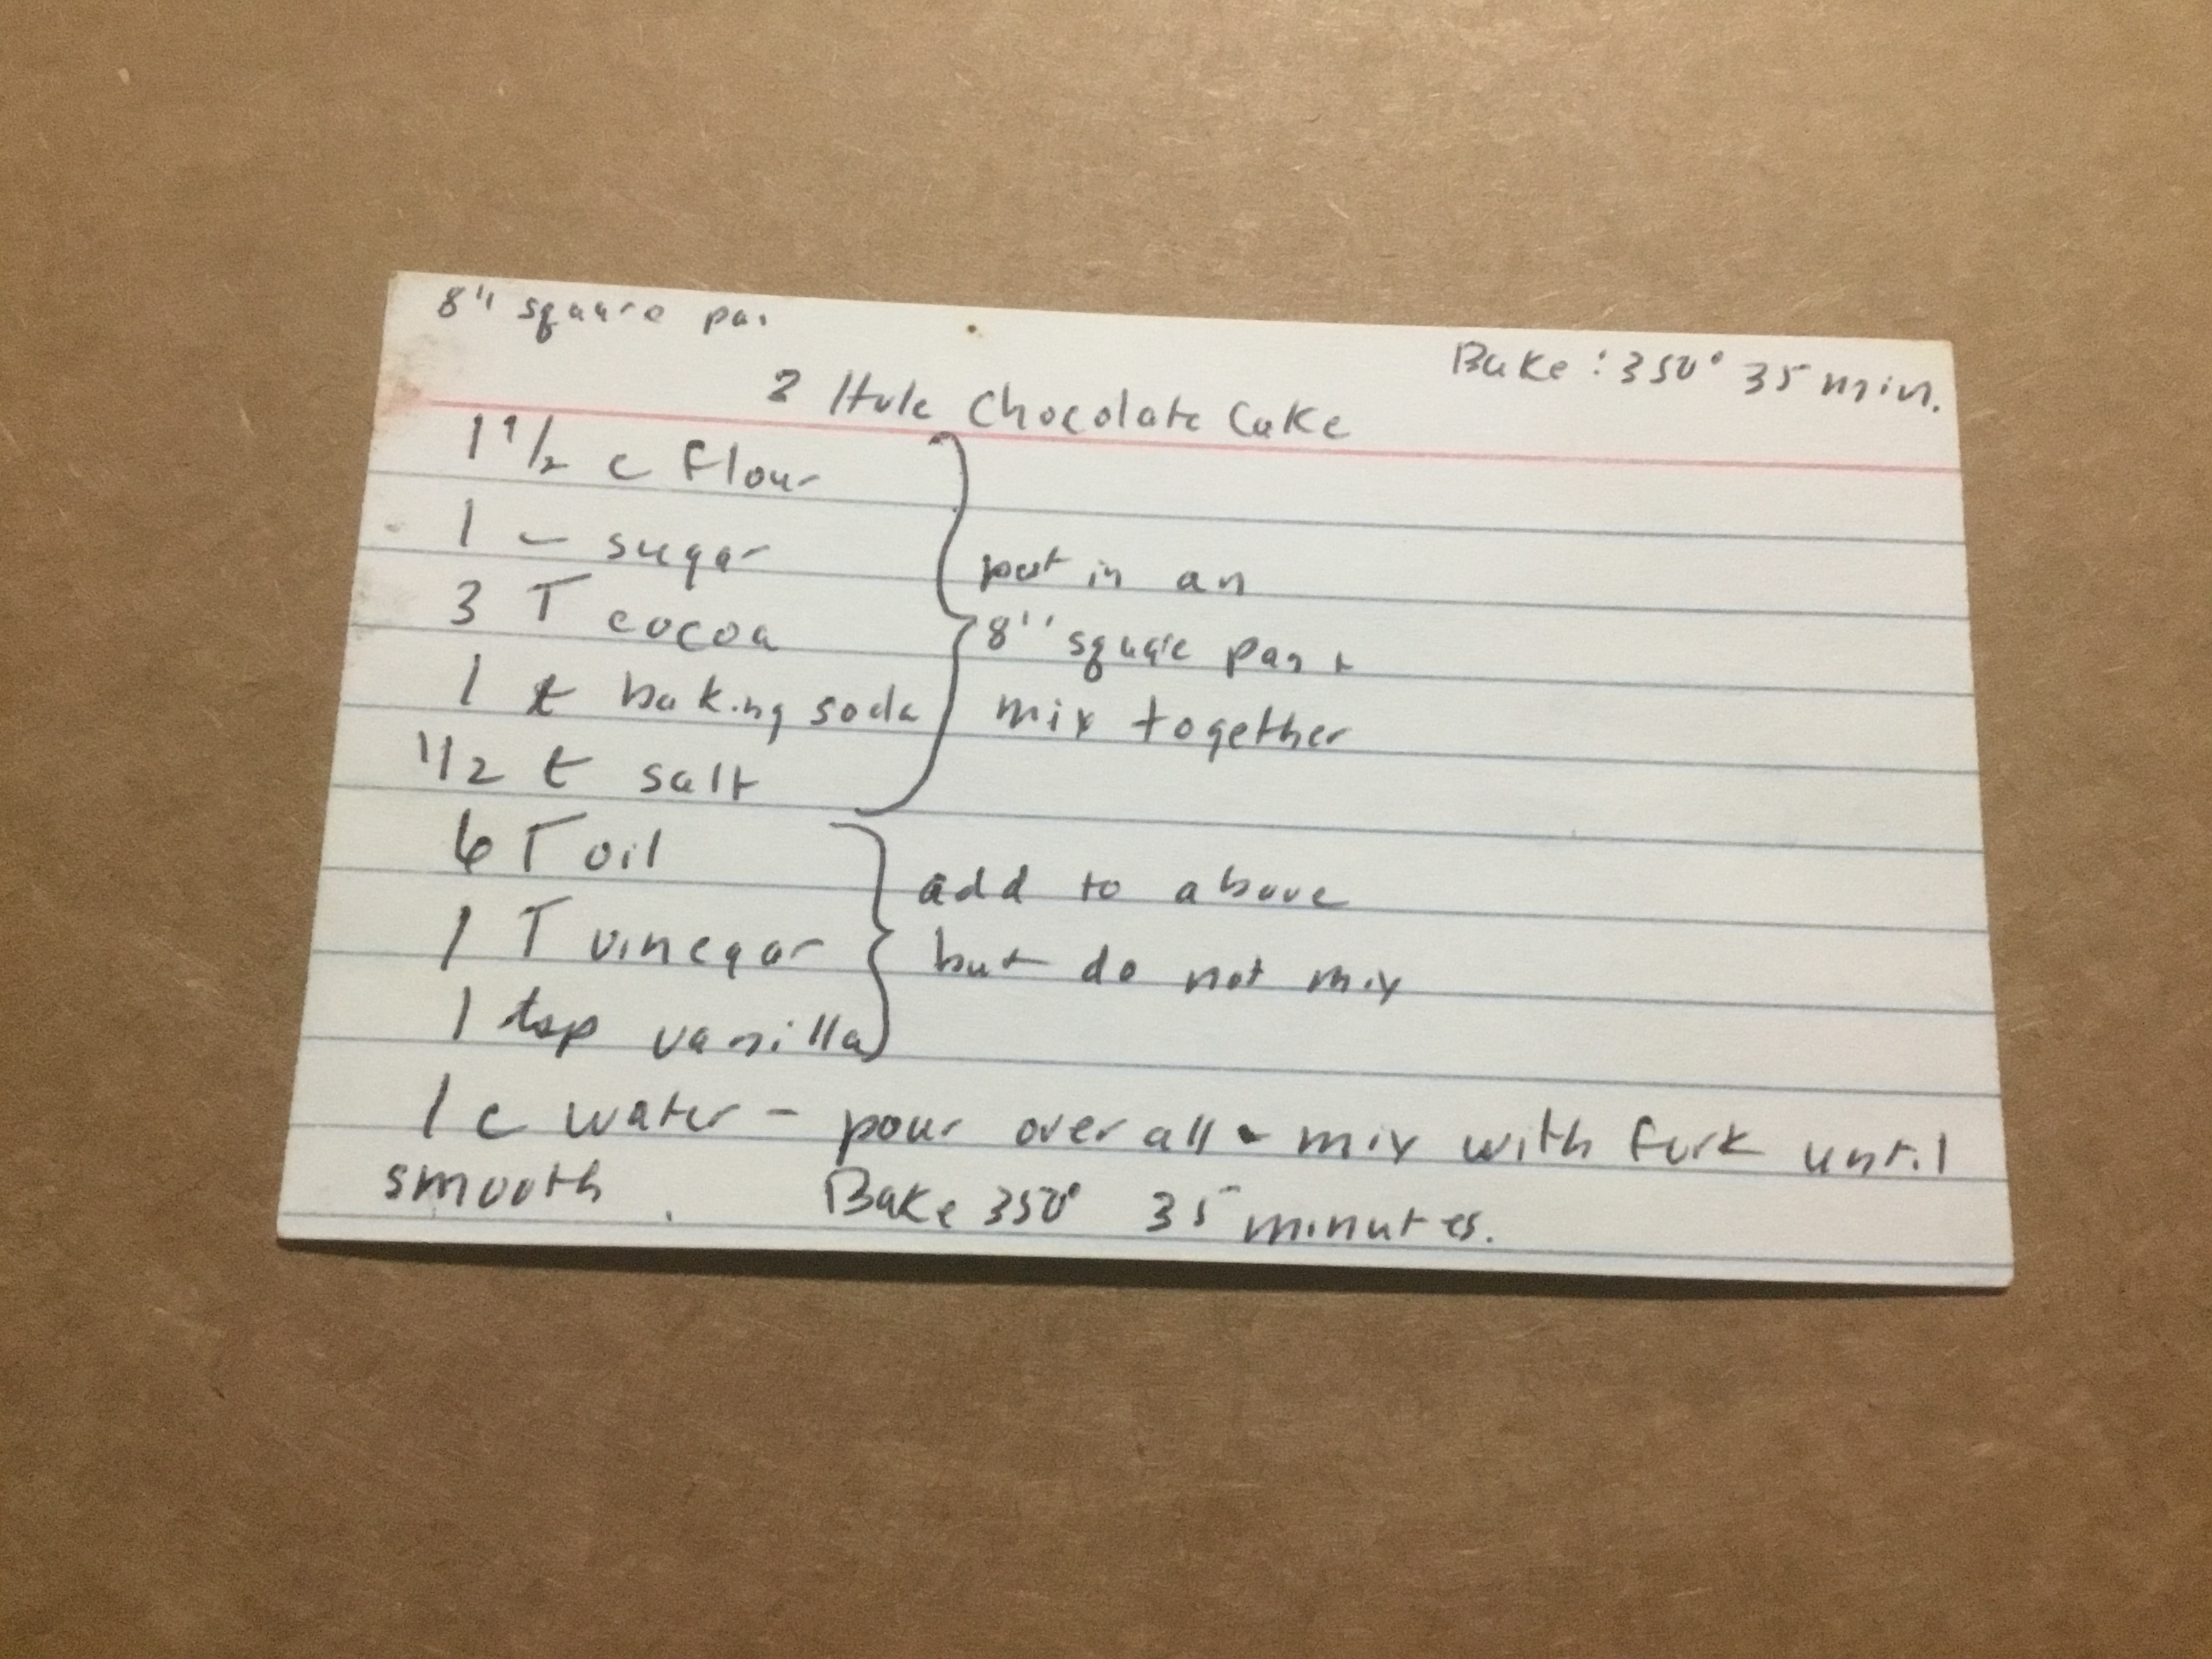 8" square pan
Bake: 350° 35 min.
2 Hole Chocolate Cake
1 1/2 c flour
1 c sugar
3 T cocoa
1 t baking soda
1/2 t salt
put in an
8" square pan +
mix together
6 T oil
1 T vinegar
1 tsp vanilla
add to above
but do not mix
1 c water - pour over all - mix with fork until
smooth. Bake 350° 35 minutes.